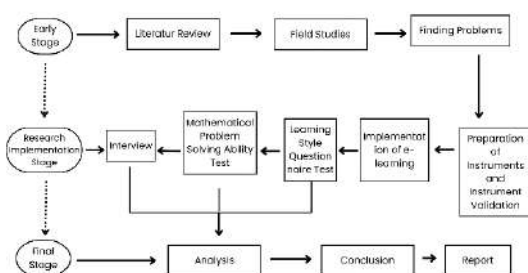 Early
Stage
Literatur Review
Field Studies
Finding Problems
Research
Implementation
Stage
Interview
Mathematical
Problem
Solving Ability
Test
Learning
Style
Question
naire Test
Implementat
ion of e-
learning
Preparation
of
Instruments
and
Instrument
Validation
Final
Stage
Analysis
Conclusion
Report